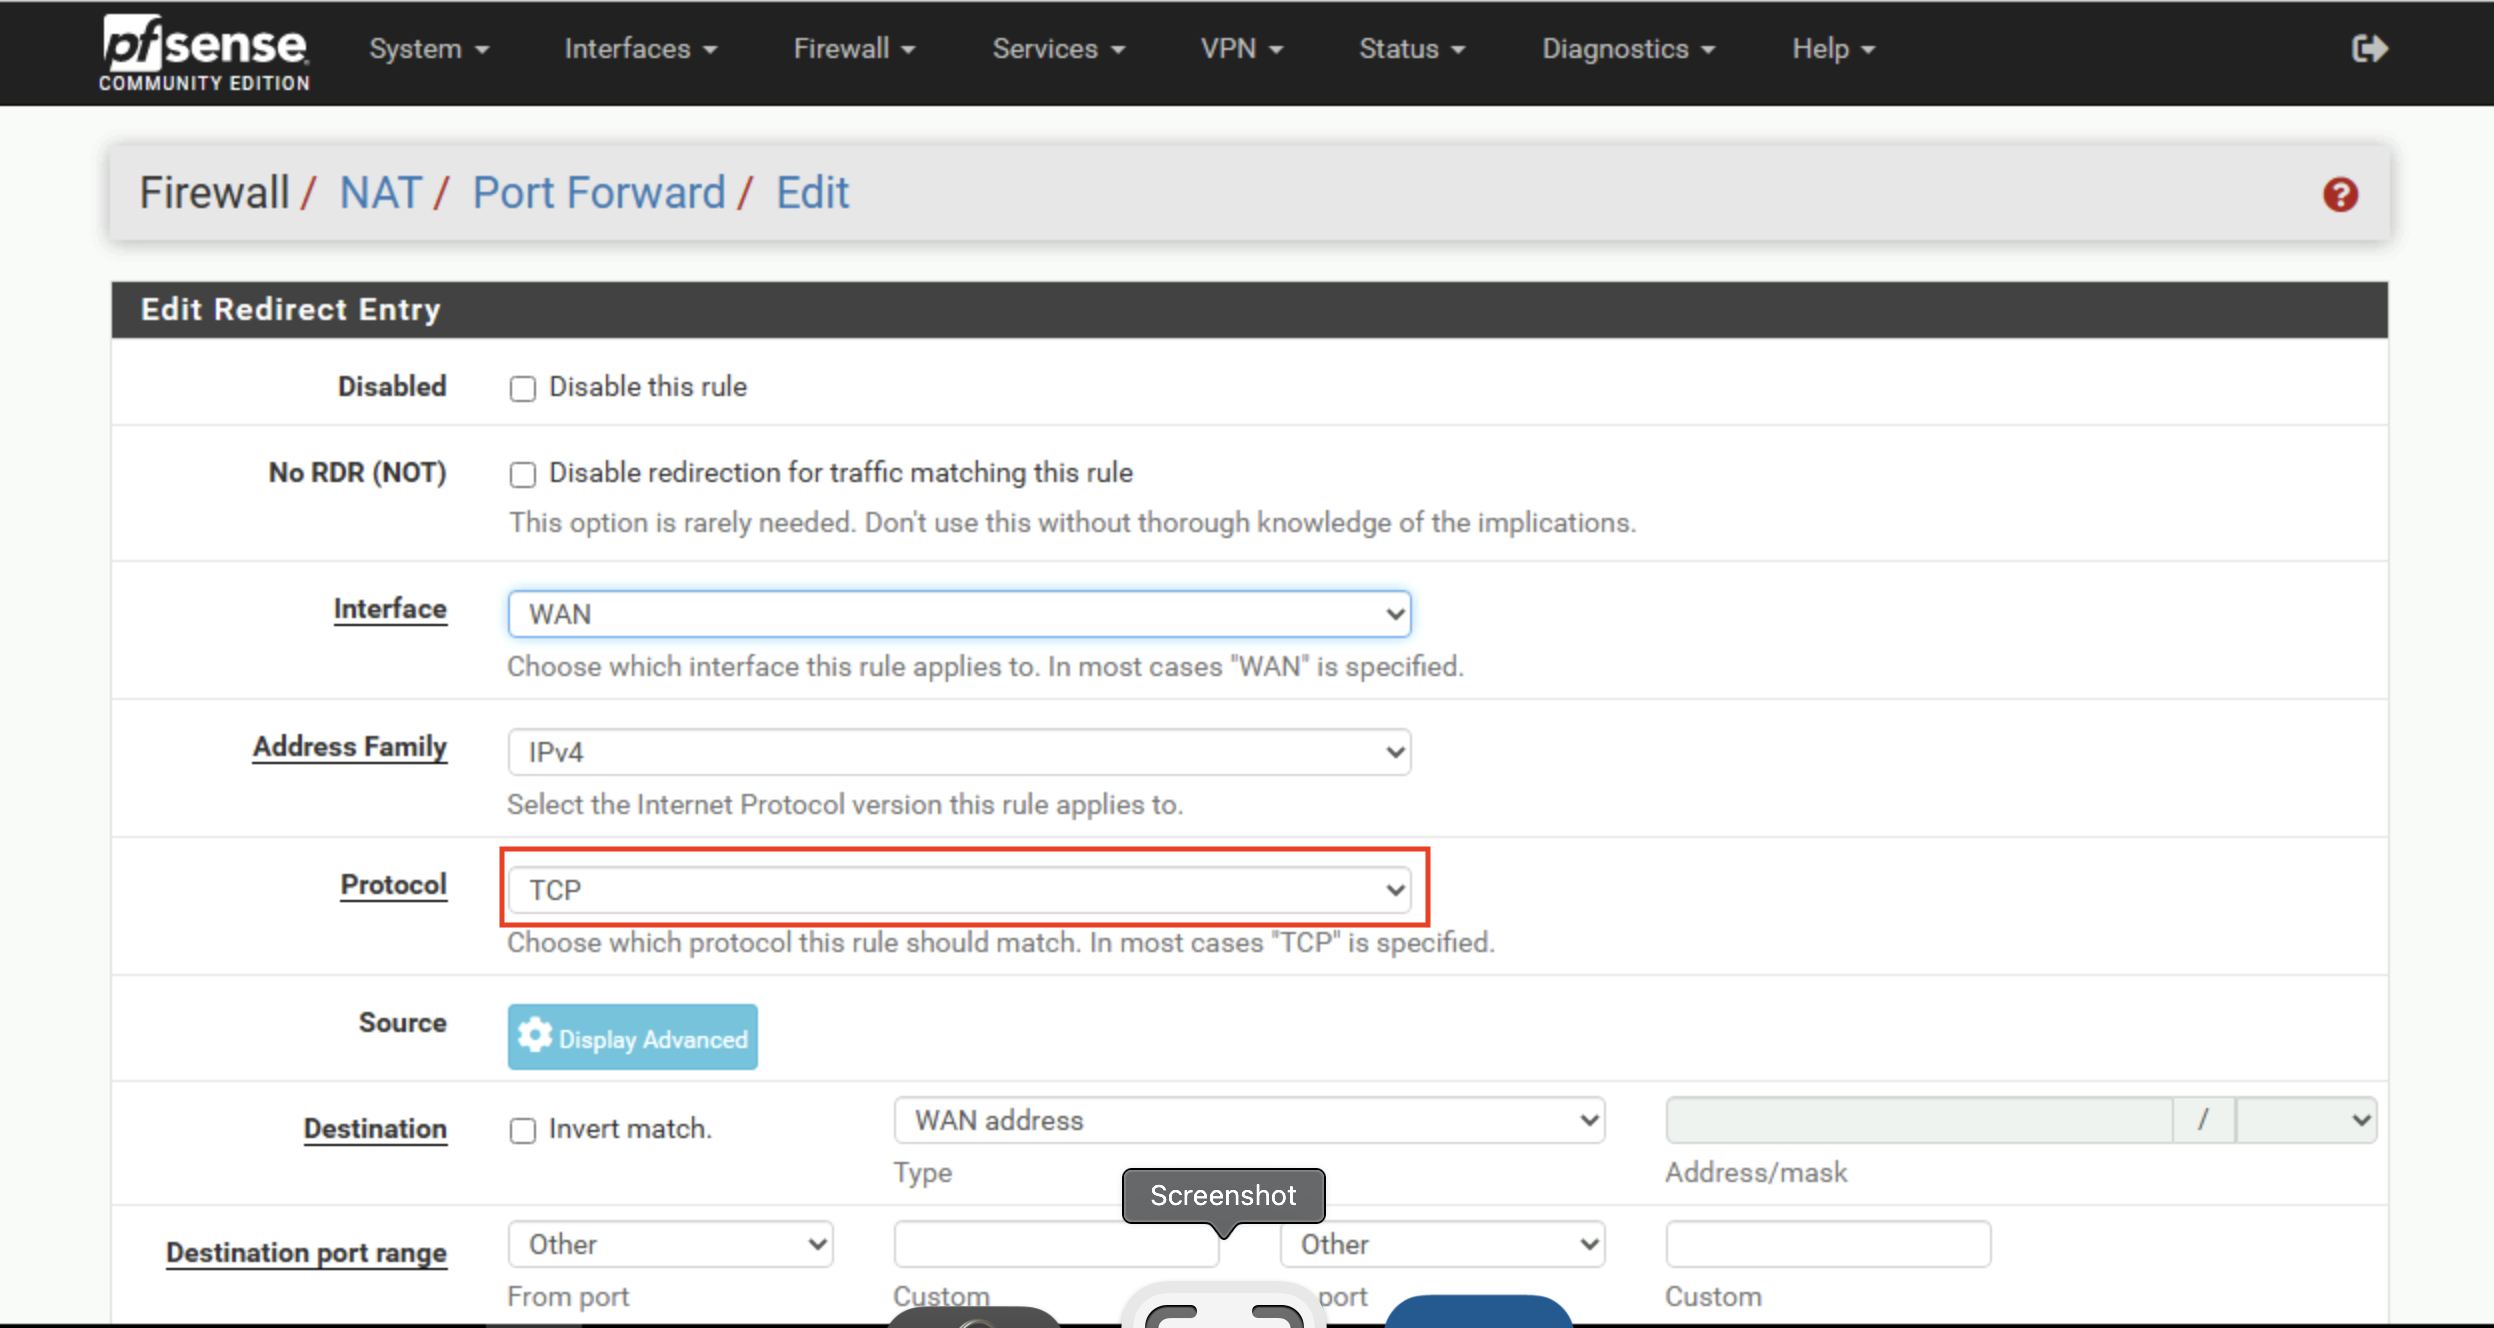 pfsense
COMMUNITY EDITION
System
Interfaces
Firewall
Services
VPN
Status
Diagnostics
Help
Firewall / NAT / Port Forward / Edit
?
Edit Redirect Entry
Disabled
Disable this rule
No RDR (NOT)
Disable redirection for traffic matching this rule
This option is rarely needed. Don't use this without thorough knowledge of the implications.
Interface
WAN
Choose which interface this rule applies to. In most cases "WAN" is specified.
Address Family
IPv4
Select the Internet Protocol version this rule applies to.
Protocol
TCP
Choose which protocol this rule should match. In most cases "TCP" is specified.
Source
Display Advanced
Destination
Invert match.
WAN address
/
Type
Address/mask
Screenshot
Destination port range
Other
Other
From port
Custom
port
Custom